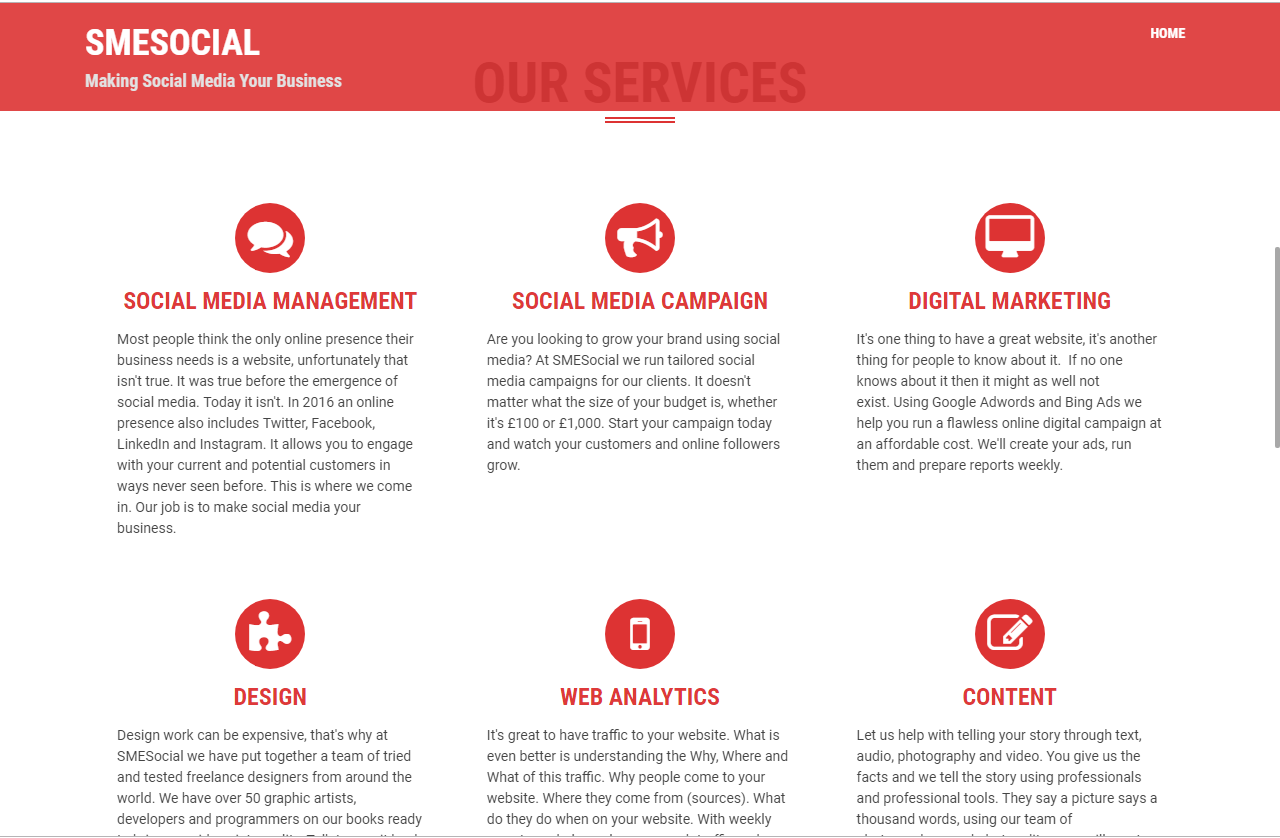 SMESOCIAL
HOME
Making Social Media Your Business
OUR SERVICES
SOCIAL MEDIA MANAGEMENT
Most people think the only online presence their
business needs is a website, unfortunately that
isn't true. It was true before the emergence of
social media. Today it isn't. In 2016 an online
presence also includes Twitter, Facebook,
LinkedIn and Instagram. It allows you to engage
with your current and potential customers in
ways never seen before. This is where we come
in. Our job is to make social media your
business.
SOCIAL MEDIA CAMPAIGN
Are you looking to grow your brand using social
media? At SMESocial we run tailored social
media campaigns for our clients. It doesn't
matter what the size of your budget is, whether
it's £100 or £1,000. Start your campaign today
and watch your customers and online followers
grow.
DIGITAL MARKETING
It's one thing to have a great website, it's another
thing for people to know about it.  If no one
knows about it then it might as well not
exist. Using Google Adwords and Bing Ads we
help you run a flawless online digital campaign at
an affordable cost. We'll create your ads, run
them and prepare reports weekly.
DESIGN
Design work can be expensive, that's why at
SMESocial we have put together a team of tried
and tested freelance designers from around the
world. We have over 50 graphic artists,
developers and programmers on our books ready
WEB ANALYTICS
It's great to have traffic to your website. What is
even better is understanding the Why, Where and
What of this traffic. Why people come to your
website. Where they come from (sources). What
do they do when on your website. With weekly
CONTENT
Let us help with telling your story through text,
audio, photography and video. You give us the
facts and we tell the story using professionals
and professional tools. They say a picture says a
thousand words, using our team of